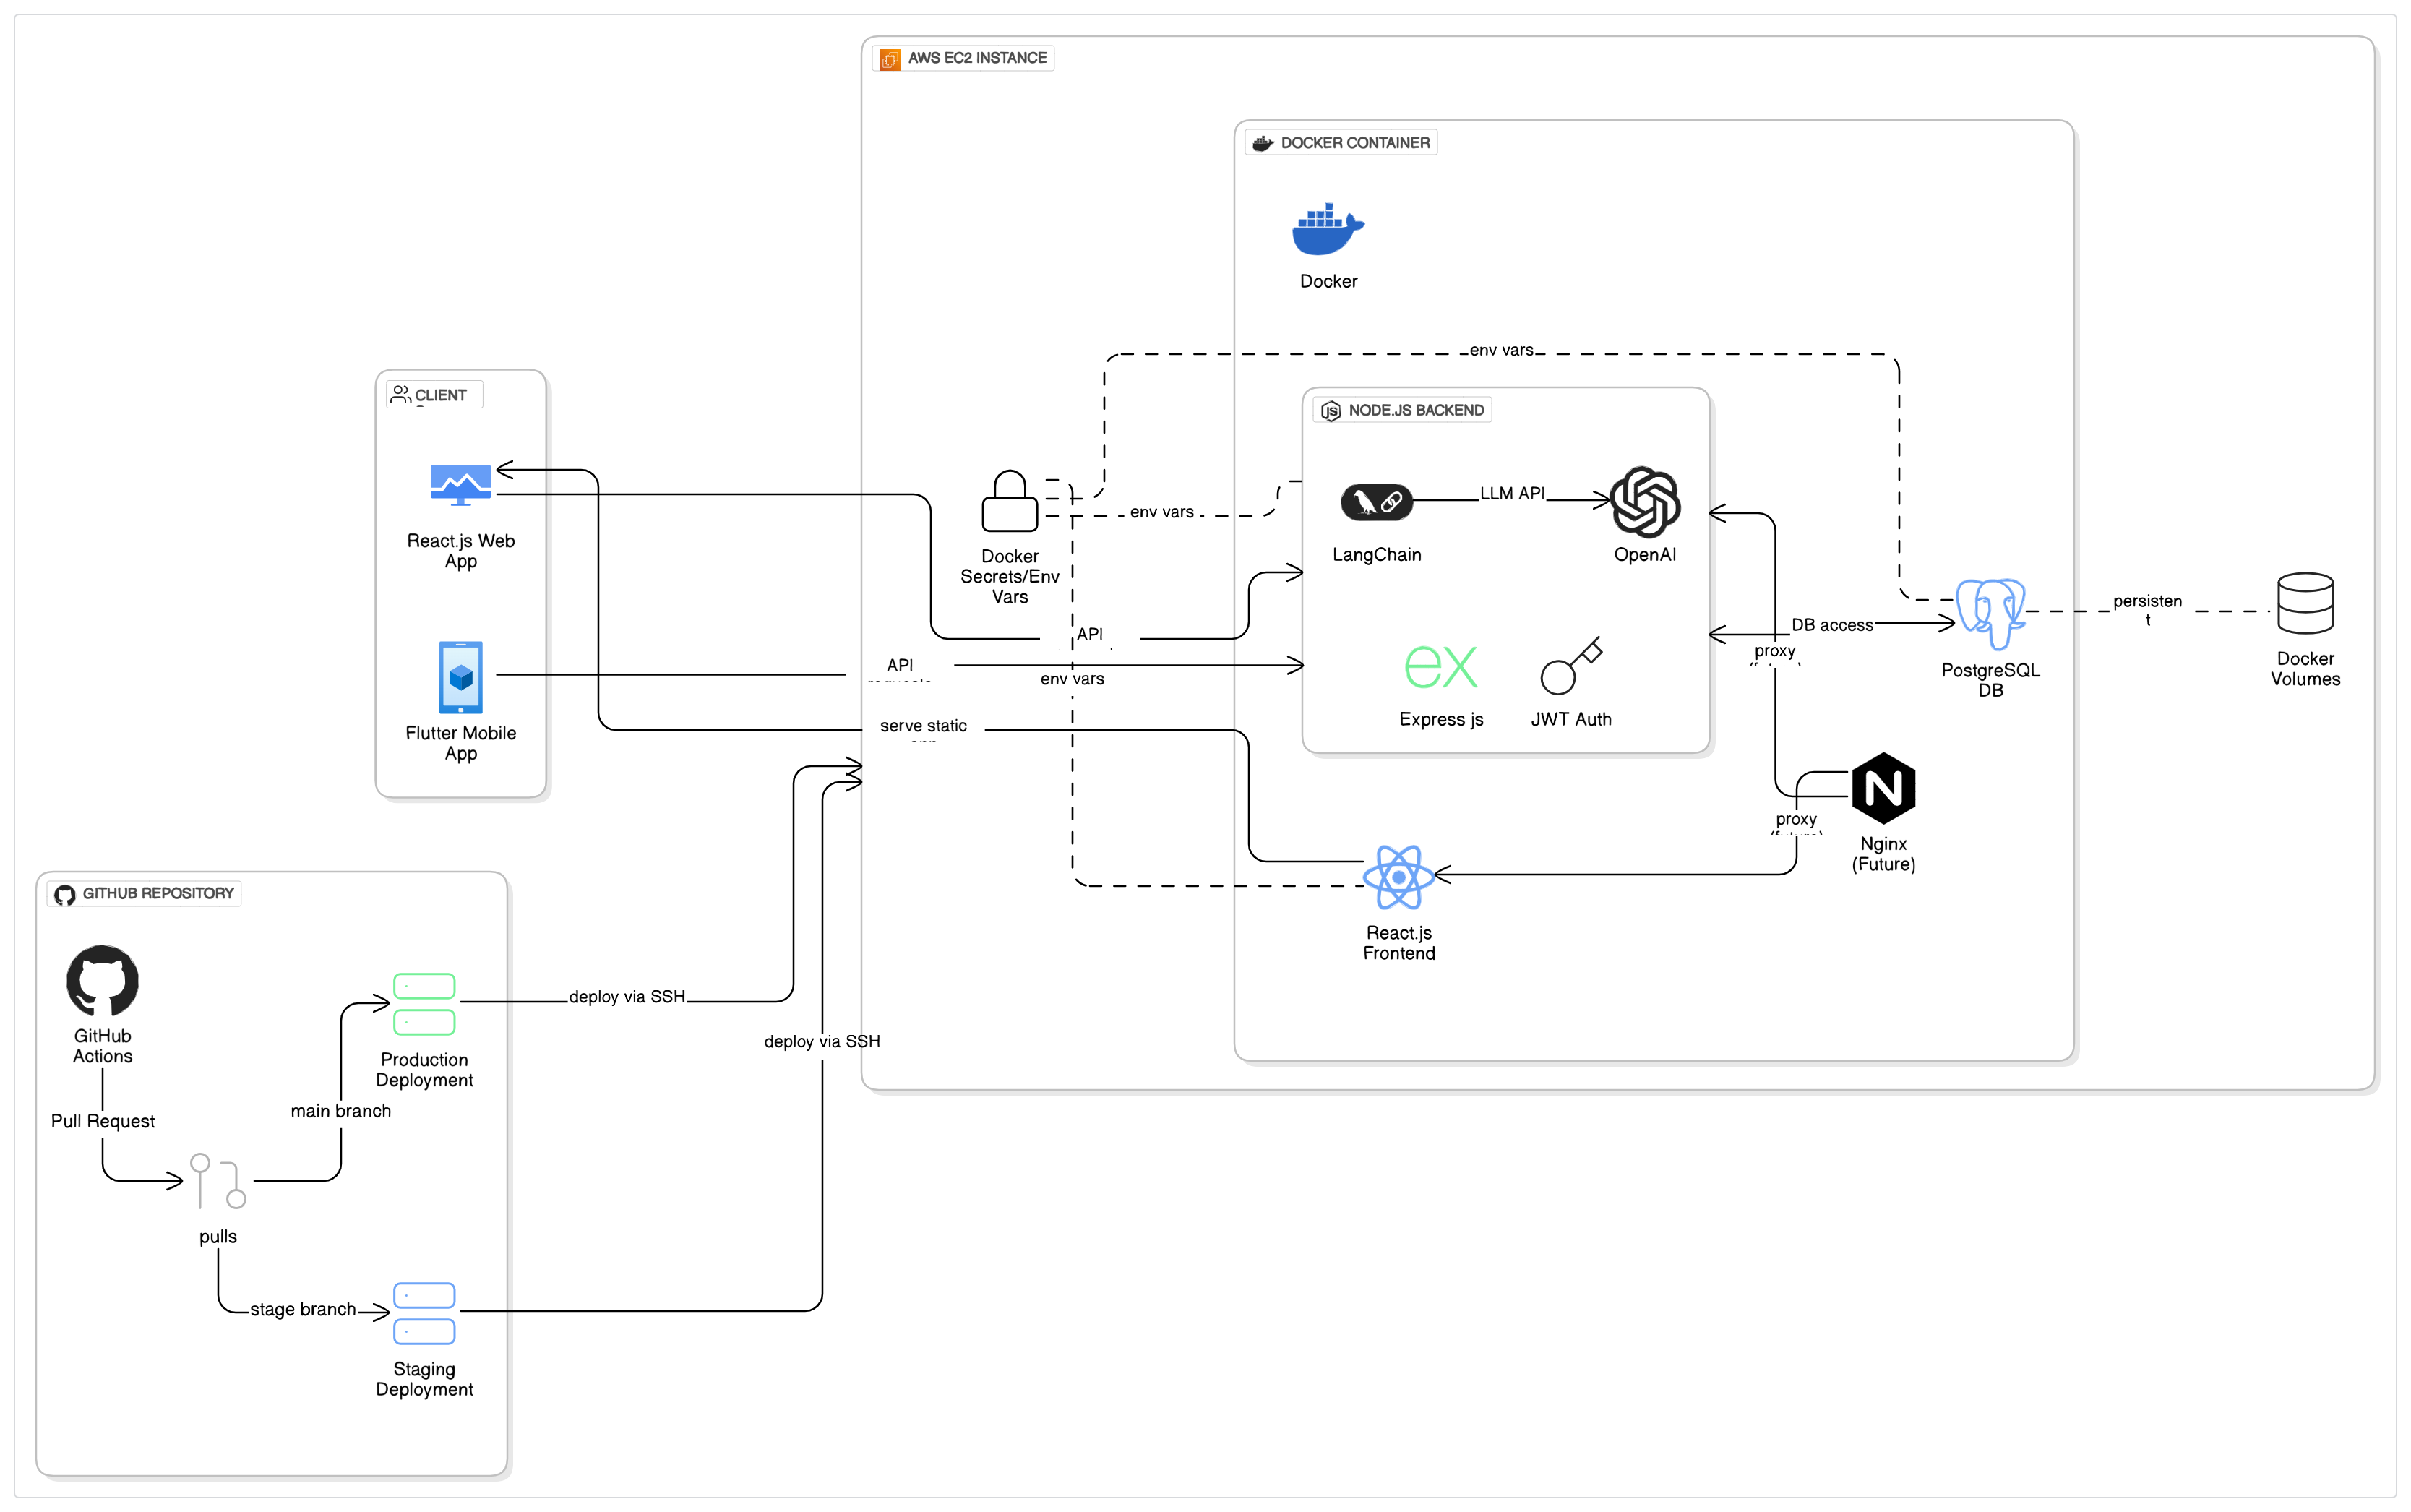 AWS EC2 INSTANCE
DOCKER CONTAINER
Docker
env vars
CLIENT
NODE.JS BACKEND
JS
React.js Web
App
Docker
Secrets/Env
Vars
env vars
LangChain
LLM API
OpenAI
API
API
env vars
Flutter Mobile
App
Express js
ex
JWT Auth
DB access
proxy
PostgreSQL
DB
persisten
t
Docker
Volumes
serve static
proxy
N
Nginx
(Future)
React.js
Frontend
GITHUB REPOSITORY
GitHub
Actions
Pull Request
pulls
main branch
Production
Deployment
deploy via SSH
deploy via SSH
stage branch
Staging
Deployment